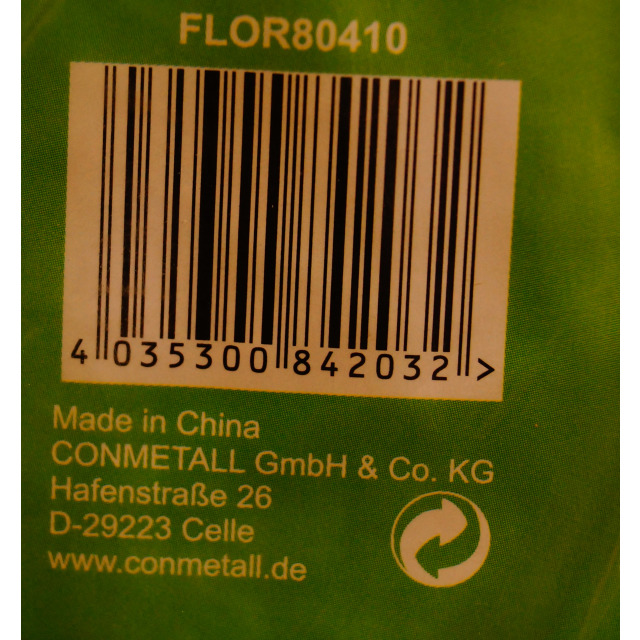 FLOR80410
4 035300 842032 >
Made in China
CONMETALL GmbH & Co. KG
Hafenstraße 26
D-29223 Celle
www.conmetall.de